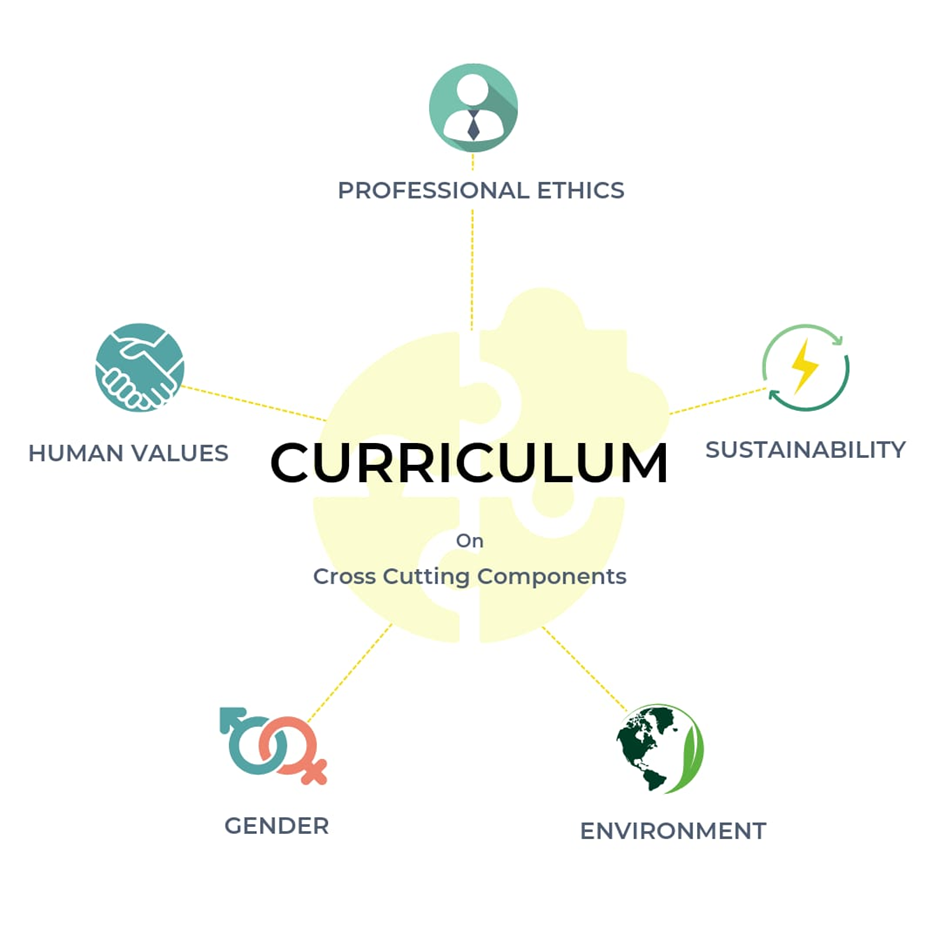 PROFESSIONAL ETHICS
HUMAN VALUES
SUSTAINABILITY
CURRICULUM
On
Cross Cutting Components
GENDER
ENVIRONMENT